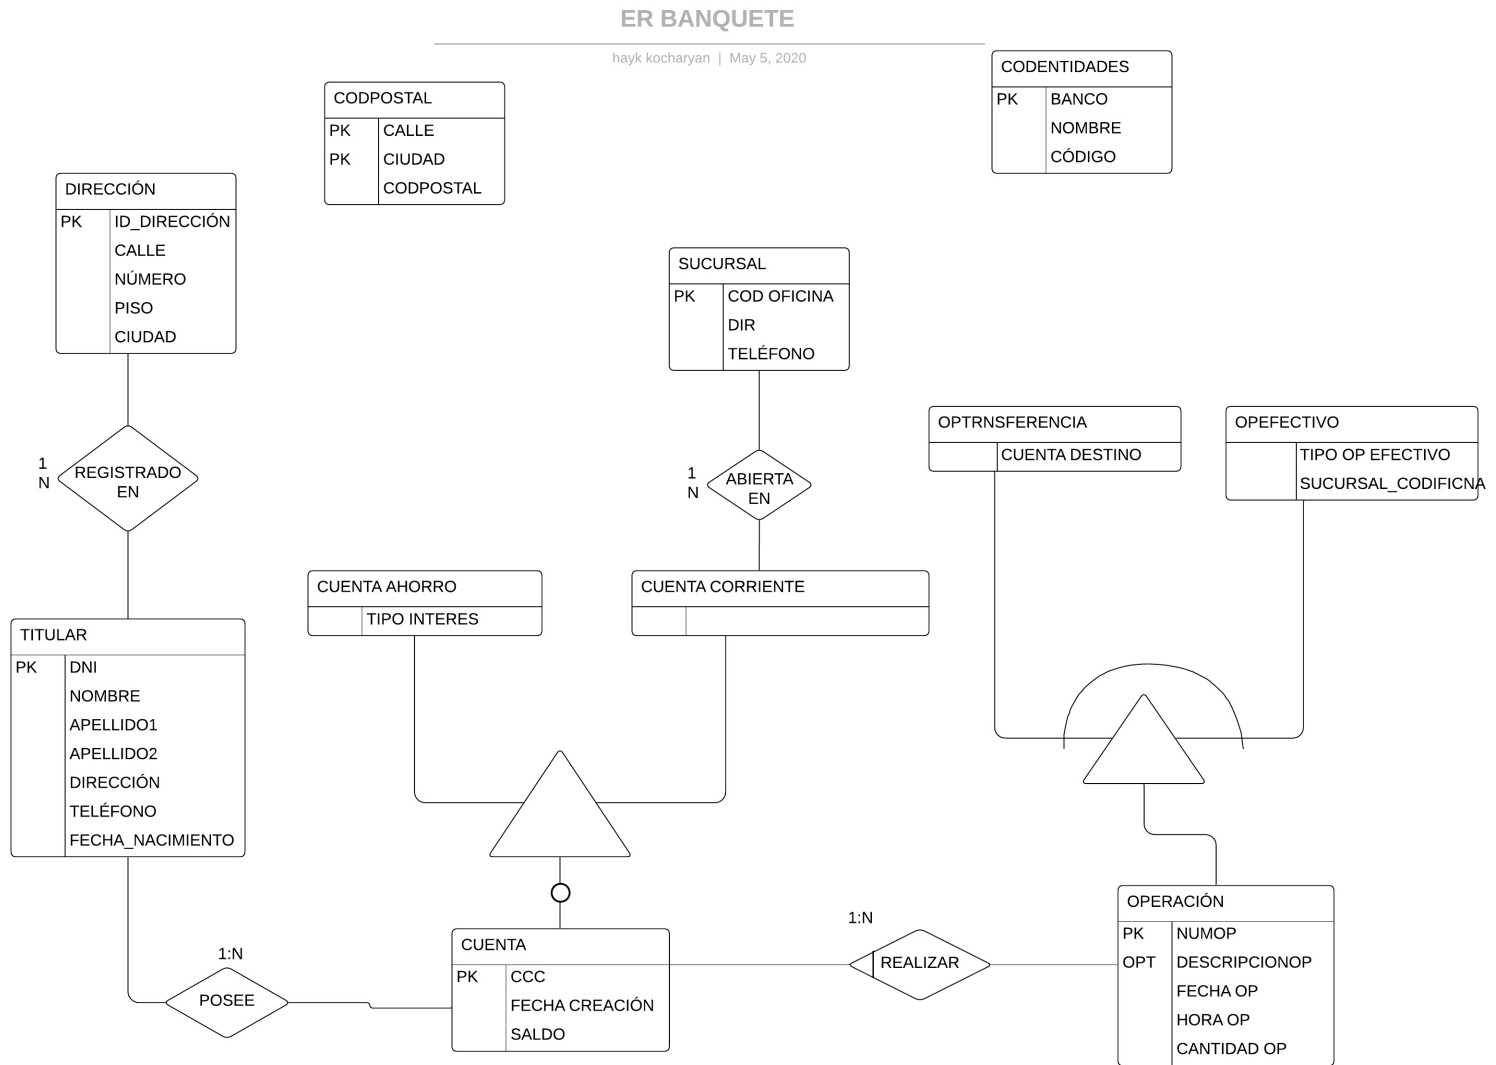 ER BANQUETE
hayk kocharyan | May 5, 2020
CODENTIDADES
PK BANCO
NOMBRE
CÓDIGO
CODPOSTAL
PK CALLE
PK CIUDAD
CODPOSTAL
DIRECCIÓN
PK ID_DIRECCIÓN
CALLE
NÚMERO
PISO
CIUDAD
SUCURSAL
PK COD OFICINA
DIR
TELÉFONO
OPTRNSFERENCIA
CUENTA DESTINO
OPEFECTIVO
TIPO OP EFECTIVO
SUCURSAL_CODIFICNA
1
N
REGISTRADO
EN
1
N
ABIERTA
EN
CUENTA AHORRO
TIPO INTERES
CUENTA CORRIENTE
TITULAR
PK DNI
NOMBRE
APELLIDO1
APELLIDO2
DIRECCIÓN
TELÉFONO
FECHA_NACIMIENTO
1:N
POSEE
CUENTA
PK CCC
FECHA CREACIÓN
SALDO
1:N
REALIZAR
OPERACIÓN
PK NUMOP
OPT DESCRIPCIONOP
FECHA OP
HORA OP
CANTIDAD OP